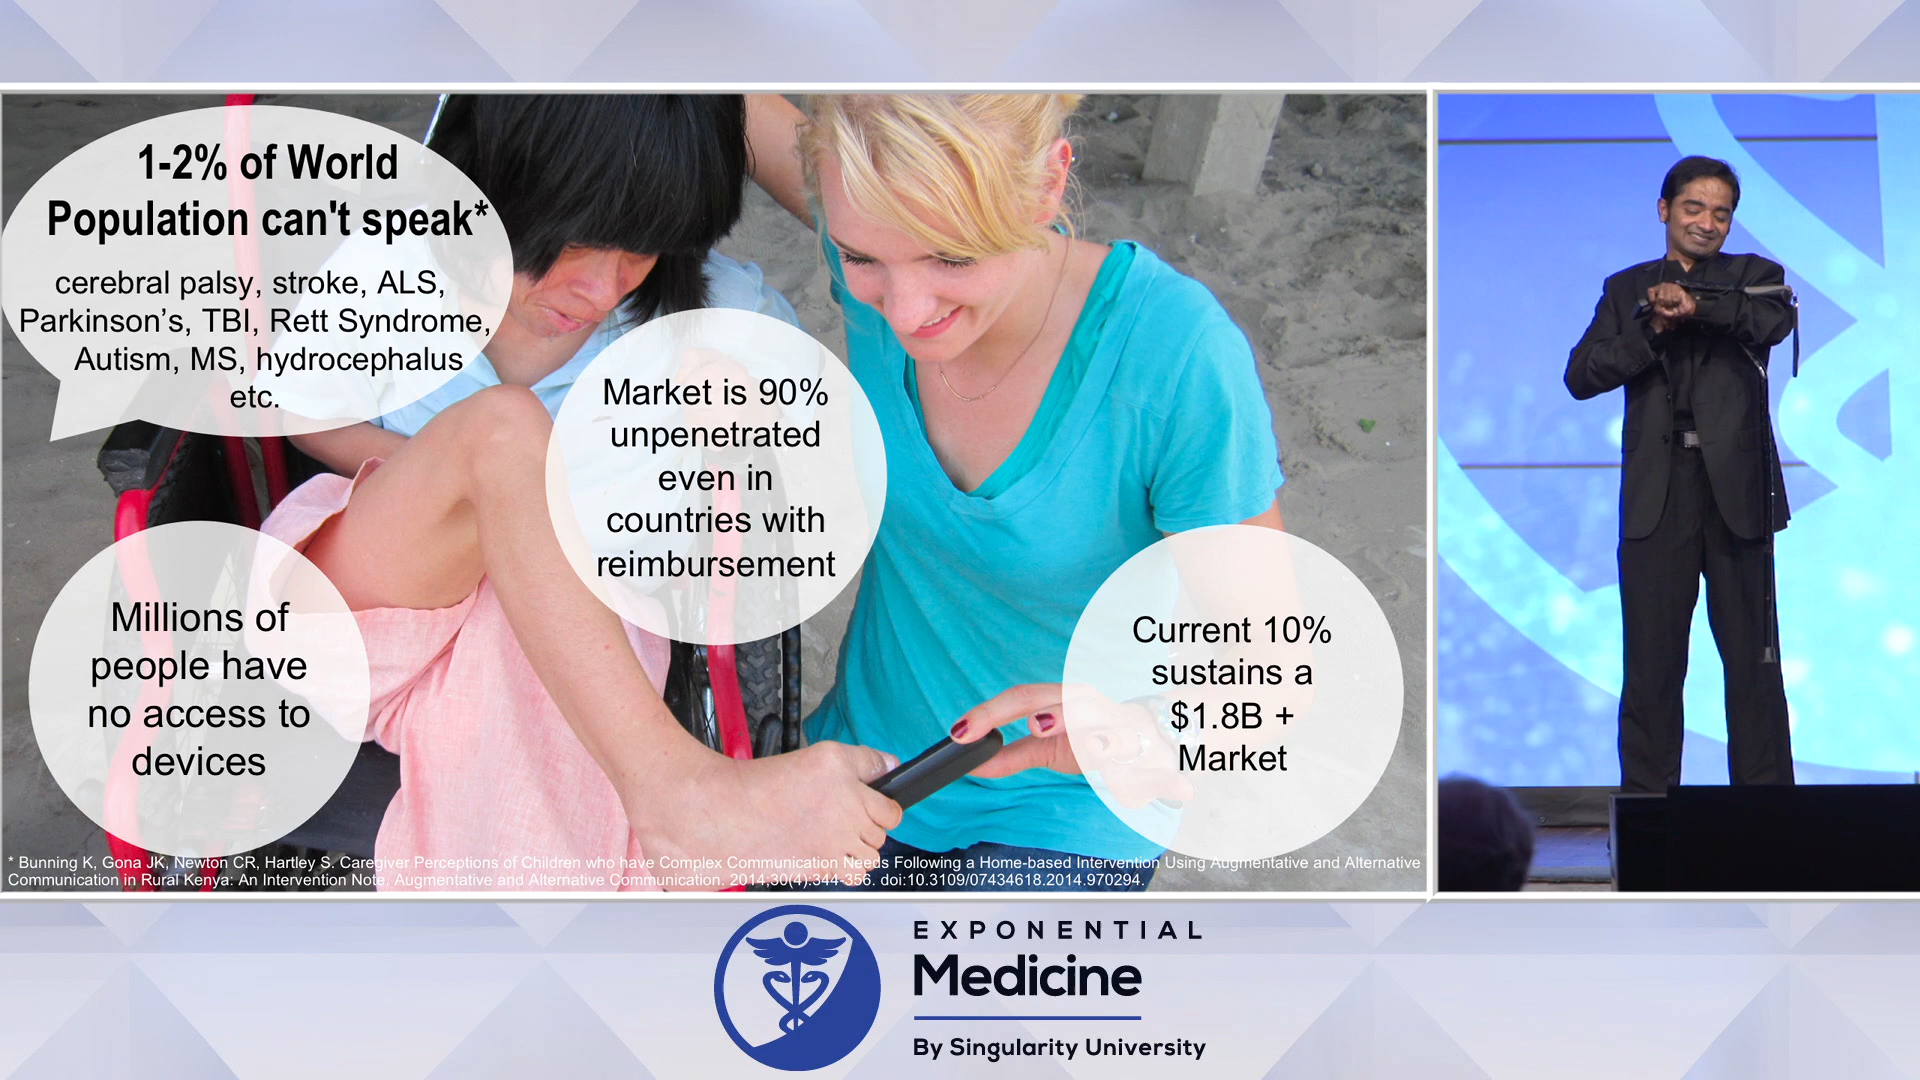 1-2% of World
Population can't speak*
cerebral palsy, stroke, ALS,
Parkinson’s, TBI, Rett Syndrome,
Autism, MS, hydrocephalus
etc.
Market is 90%
unpenetrated
even in
countries with
reimbursement
Millions of
people have
no access to
devices
Current 10%
sustains a
$1.8B +
Market
* Bunning K, Gona JK, Newton CR, Hartley S. Caregiver Perceptions of Children who have Complex Communication Needs Following a Home-based Intervention Using Augmentative and Alternative
Communication in Rural Kenya: An Intervention Note. Augmentative and Alternative Communication. 2014;30(4):344-356. doi:10.3109/07434618.2014.970294.
EXPONENTIAL
Medicine
By Singularity University